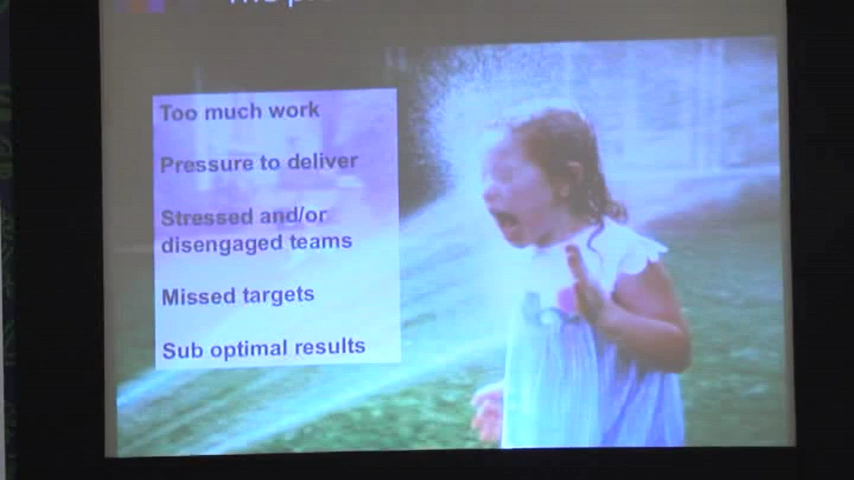 Too much work
Pressure to deliver
Stressed and/or
disengaged teams
Missed targets
Sub optimal results